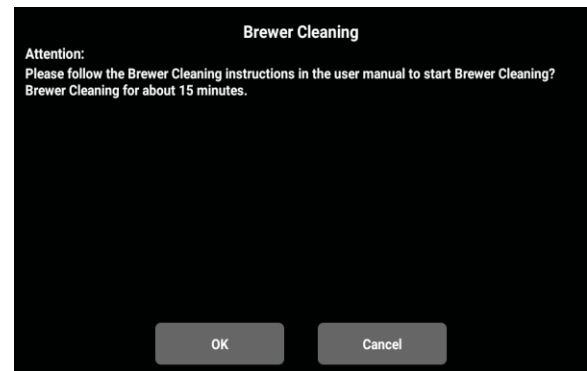 Brewer Cleaning
Attention:
Please follow the Brewer Cleaning instructions in the user manual to start Brewer Cleaning?
Brewer Cleaning for about 15 minutes.
OK
Cancel